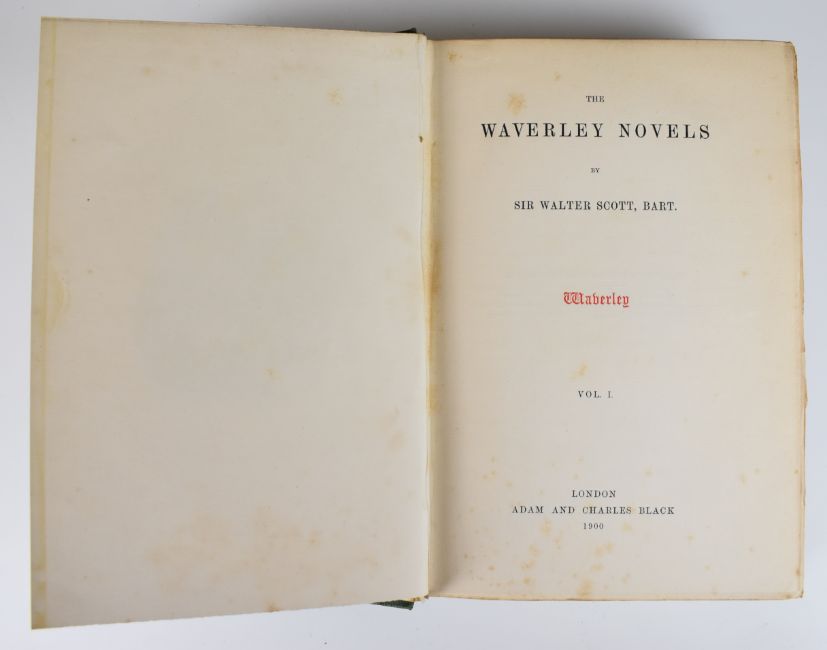 THE
WAVERLEY NOVELS
BY
SIR WALTER SCOTT, BART.
Waverley
VOL. I.
LONDON
ADAM AND CHARLES BLACK
1900